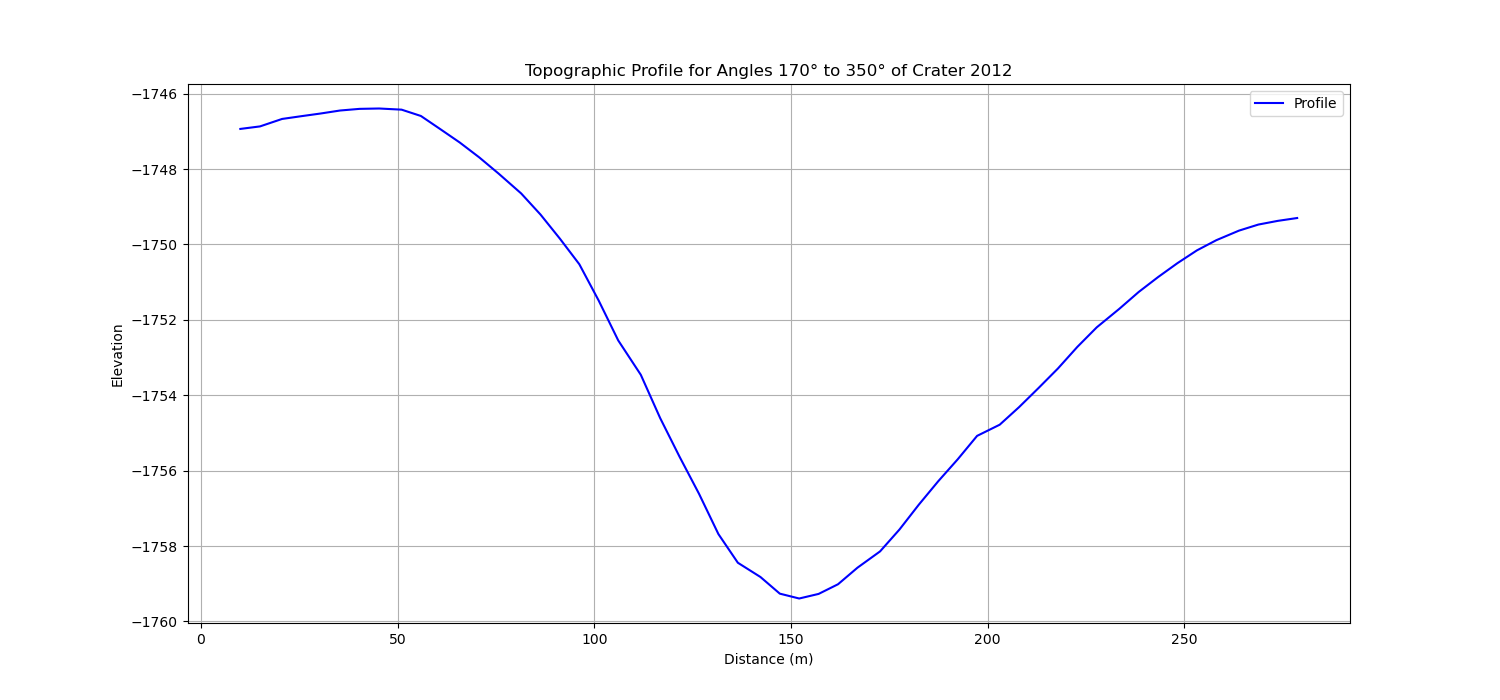 Topographic Profile for Angles 170° to 350° of Crater 2012
Profile
−1746
−1748
−1750
−1752
−1754
−1756
−1758
−1760
Elevation
0 50 100 150 200 250
Distance (m)